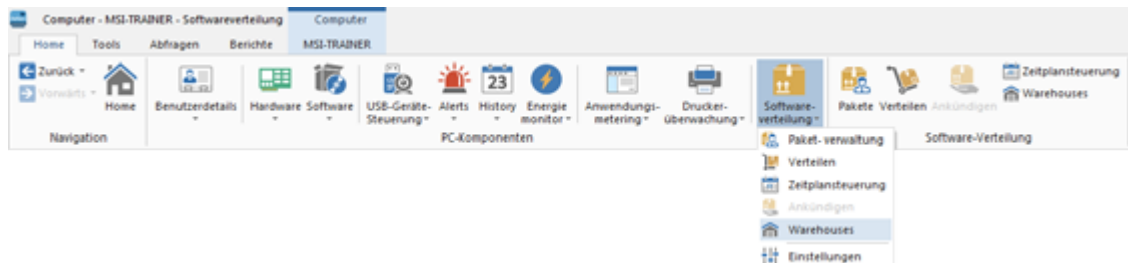 Computer - MSI-TRAINER - Softwareverteilung
Computer
Home Tools Abfragen Berichte MSI-TRAINER
Zurück
Vorwärts
Home
Navigation
Benutzerdetails
Hardware
Software
USB-Geräte-
Steuerung
Alerts
23
History
Energie
monitor
Anwendungs-
metering
Drucker-
überwachung
Software-
verteilung
PC-Komponenten
Pakete
Verteilen
Ankündigen
Zeitplansteuerung
Warehouses
Software-Verteilung
Paket- verwaltung
Verteilen
Zeitplansteuerung
Ankündigen
Warehouses
Einstellungen